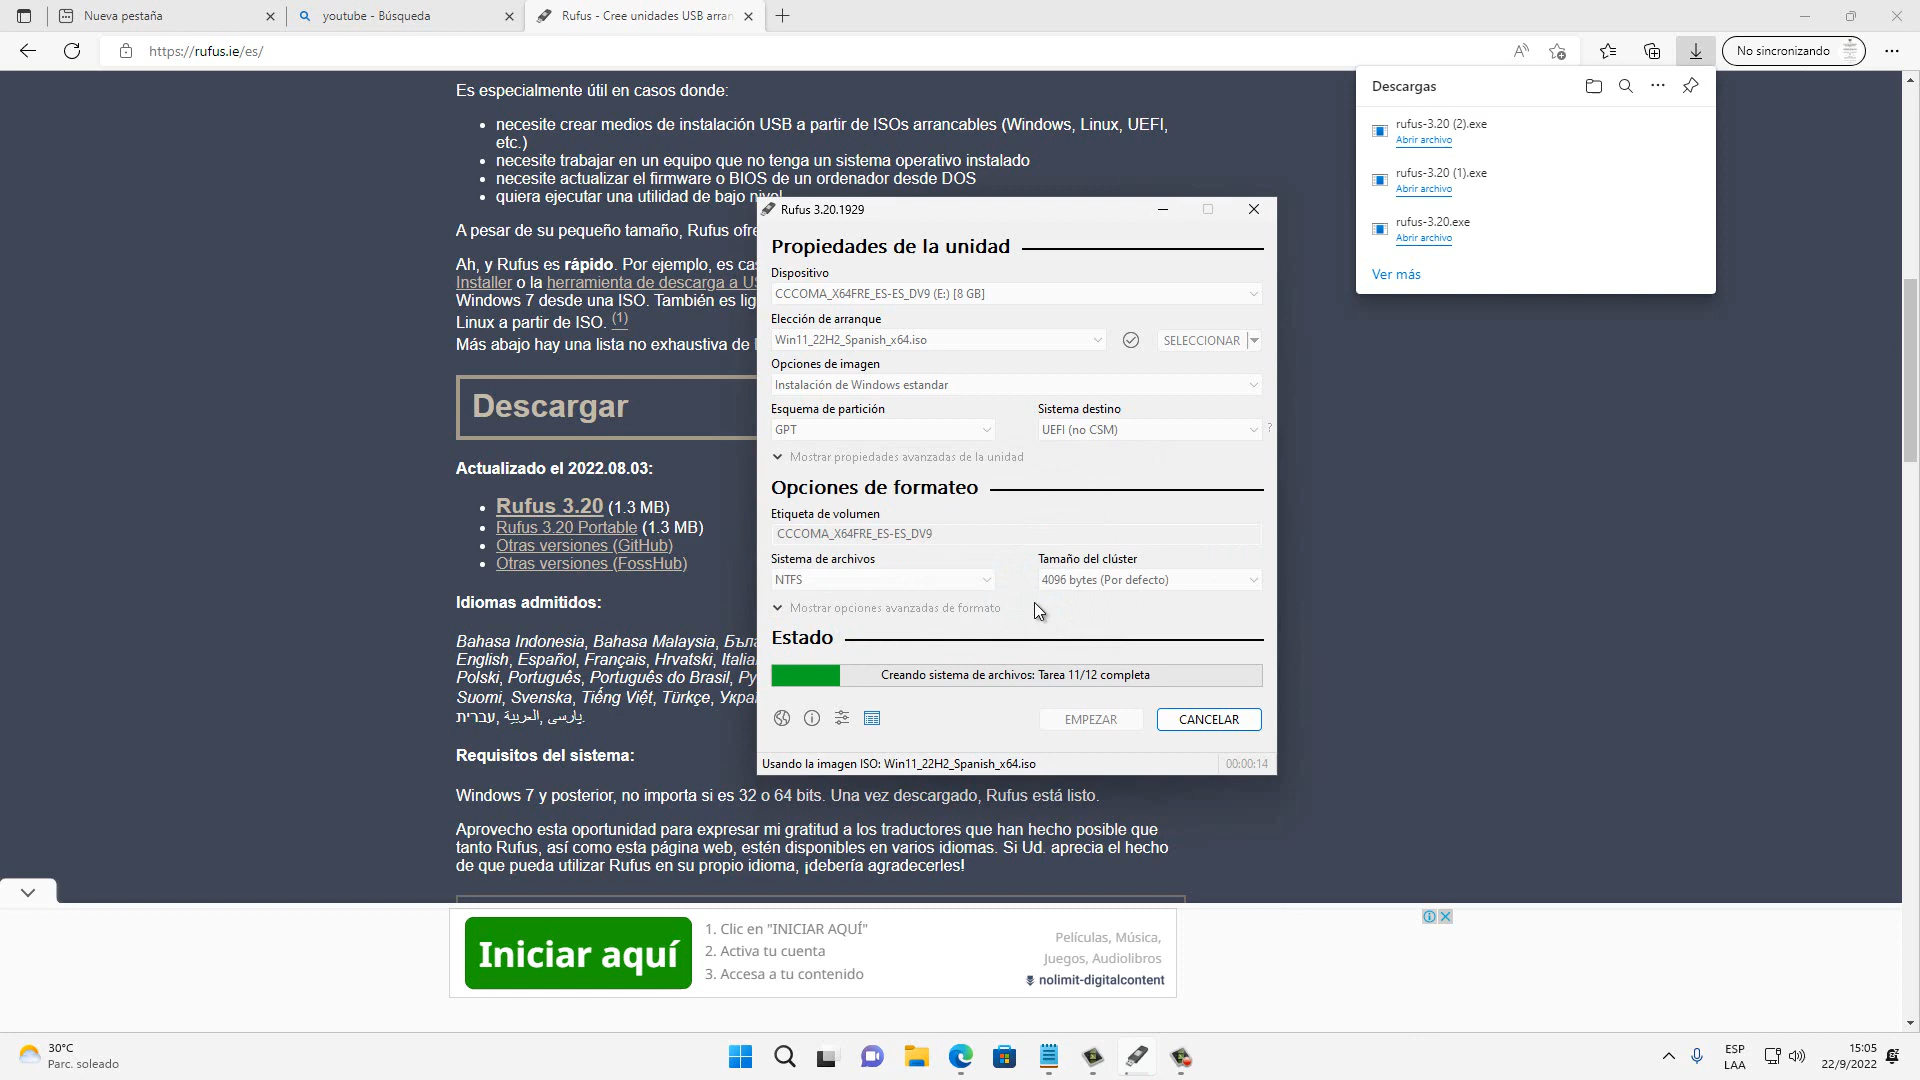 Nueva pestaña
youtube - Búsqueda
Rufus - Cree unidades USB arran
https://rufus.ie/es/
No sincronizando
Descargas
rufus-3.20 (2).exe
Abrir archivo
rufus-3.20 (1).exe
Abrir archivo
rufus-3.20.exe
Abrir archivo
Ver más
Es especialmente útil en casos donde:
necesite crear medios de instalación USB a partir de ISOs arrancables (Windows, Linux, UEFI,
etc.)
necesite trabajar en un equipo que no tenga un sistema operativo instalado
necesite actualizar el firmware o BIOS de un ordenador desde DOS
quiera ejecutar una utilidad de bajo nivel
A pesar de su pequeño tamaño, Rufus ofre
Ah, y Rufus es rápido. Por ejemplo, es ca
Installer o la herramienta de descarga a US
Windows 7 desde una ISO. También es lig
Linux a partir de ISO. (1)
Más abajo hay una lista no exhaustiva de
Descargar
Actualizado el 2022.08.03:
Rufus 3.20 (1.3 MB)
Rufus 3.20 Portable (1.3 MB)
Otras versiones (GitHub)
Otras versiones (FossHub)
Idiomas admitidos:
Bahasa Indonesia, Bahasa Malaysia, Бълг
English, Español, Français, Hrvatski, Italia
Polski, Português, Português do Brasil, Ру
Suomi, Svenska, Tiếng Việt, Türkçe, Укра
עברית ,العربية ,پارسی.
Requisitos del sistema:
Windows 7 y posterior, no importa si es 32 o 64 bits. Una vez descargado, Rufus está listo.
Aprovecho esta oportunidad para expresar mi gratitud a los traductores que han hecho posible que
tanto Rufus, así como esta página web, estén disponibles en varios idiomas. Si Ud. aprecia el hecho
de que pueda utilizar Rufus en su propio idioma, ¡debería agradecerles!
Rufus 3.20.1929
Propiedades de la unidad
Dispositivo
CCCOMA_X64FRE_ES-ES_DV9 (E:) [8 GB]
Elección de arranque
Win11_22H2_Spanish_x64.iso
SELECCIONAR
Opciones de imagen
Instalación de Windows estandar
Esquema de partición
Sistema destino
GPT
UEFI (no CSM)
?
Mostrar propiedades avanzadas de la unidad
Opciones de formateo
Etiqueta de volumen
CCCOMA_X64FRE_ES-ES_DV9
Sistema de archivos
Tamaño del clúster
NTFS
4096 bytes (Por defecto)
Mostrar opciones avanzadas de formato
Estado
Creando sistema de archivos: Tarea 11/12 completa
EMPEZAR
CANCELAR
Usando la imagen ISO: Win11_22H2_Spanish_x64.iso
00:00:14
Iniciar aquí
1. Clic en "INICIAR AQUÍ"
2. Activa tu cuenta
3. Accesa a tu contenido
Películas, Música,
Juegos, Audiolibros
nolimit-digitalcontent
30°C
Parc. soleado
ESP
LAA
15:05
22/9/2022